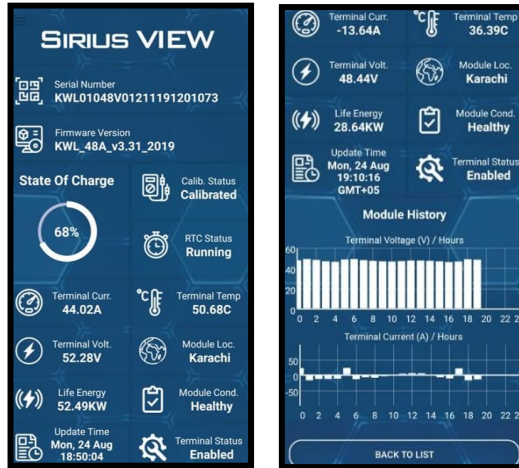 SIRIUS VIEW
Serial Number
KWL01048V01211191201073
Firmware Version
KWL_48A_v3.31_2019
State Of Charge
68%
Calib. Status
Calibrated
RTC Status
Running
Terminal Curr.
44.02A
Terminal Temp
50.68C
Terminal Volt.
52.28V
Module Loc.
Karachi
Life Energy
52.49KW
Module Cond.
Healthy
Update Time
Mon, 24 Aug
18:50:04
Terminal Status
Enabled
Terminal Curr.
-13.64A
Terminal Temp
36.39C
Terminal Volt.
48.44V
Module Loc.
Karachi
Life Energy
28.64KW
Module Cond.
Healthy
Update Time
Mon, 24 Aug
19:10:16
GMT+05
Terminal Status
Enabled
Module History
Terminal Voltage (V) / Hours
60
40
20
0 2 4 6 8 10 12 14 16 18 20 22 2
Terminal Current (A) / Hours
50
0
-50
0 2 4 6 8 10 12 14 16 18 20 22 2
BACK TO LIST